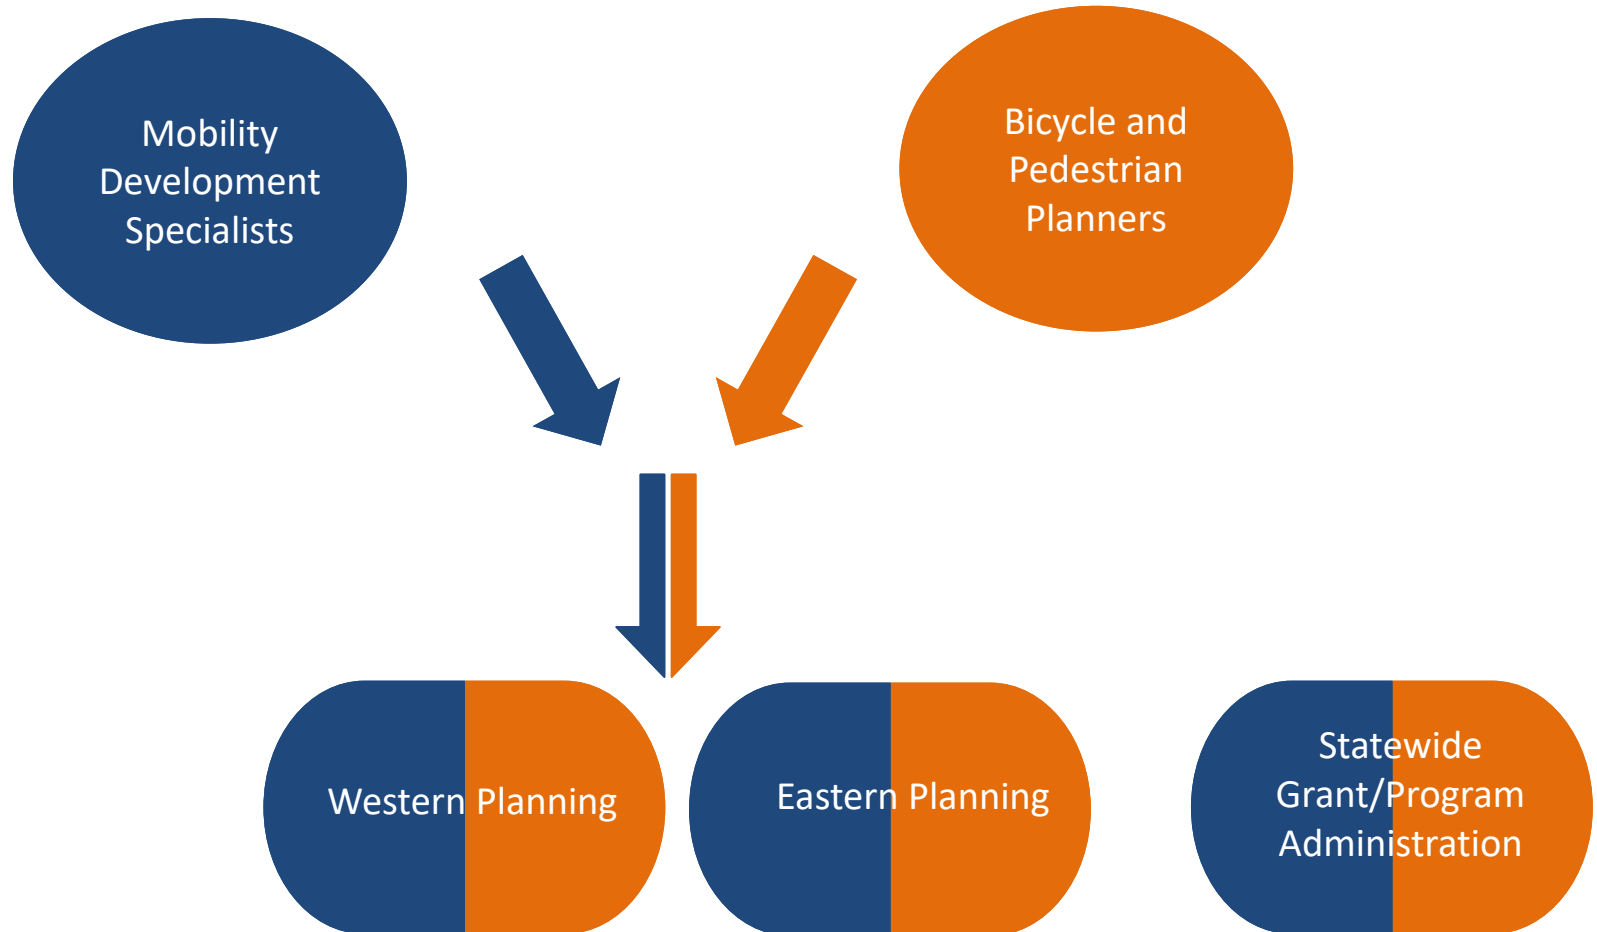 Mobility
Development
Specialists
Bicycle and
Pedestrian
Planners
Western Planning
Eastern Planning
Statewide
Grant/Program
Administration